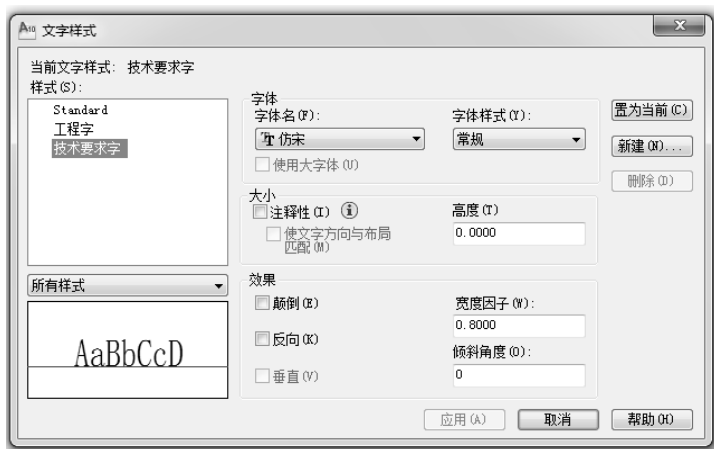 A10 文字样式
当前文字样式: 技术要求字
样式(S):
Standard
工程字
技术要求字
所有样式
AaBbCcD
字体
字体名(F):
仿宋
使用大字体(U)
字体样式(Y):
常规
大小
注释性(I)
使文字方向与布局
匹配(M)
高度(T)
0.0000
效果
颠倒(E)
反向(K)
垂直(V)
宽度因子(W):
0.8000
倾斜角度(O):
0
置为当前(C)
新建(N)...
删除(D)
应用(A)
取消
帮助(H)